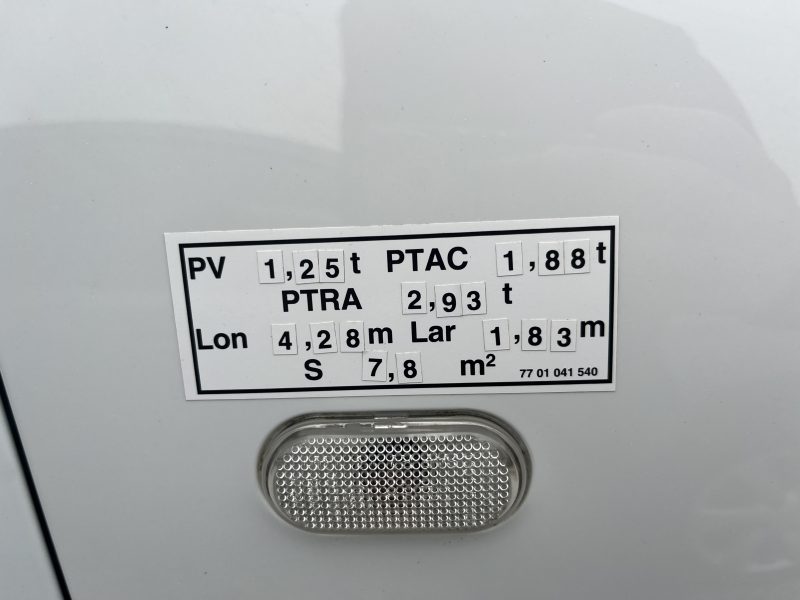 PV 1,25t PTAC 1,88t
PTRA 2,93 t
Lon 4,28m Lar 1,83m
S 7,8 m²
77 01 041 540